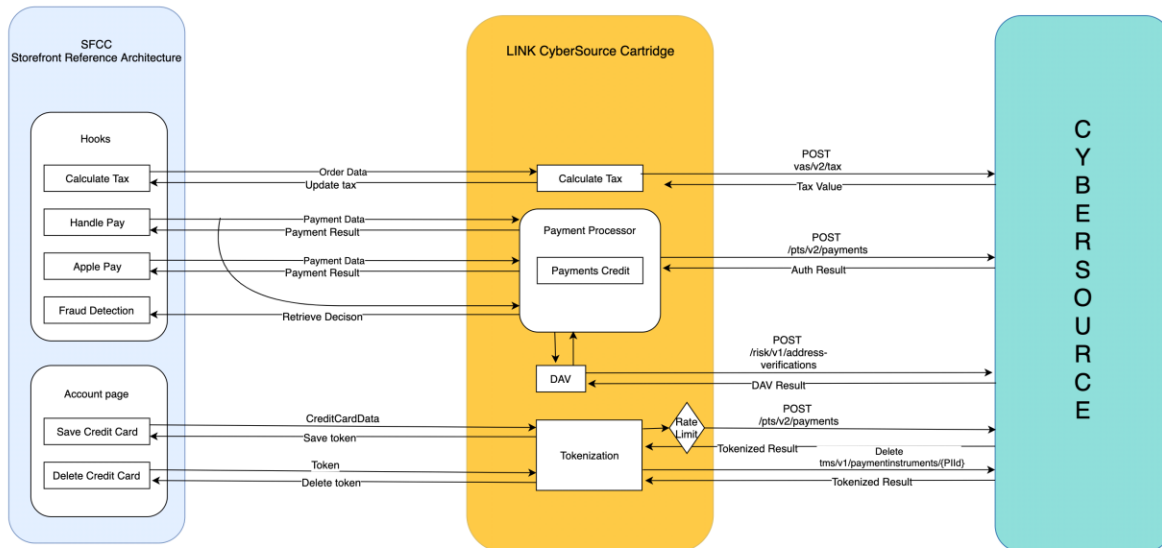 SFCC
Storefront Reference Architecture
LINK CyberSource Cartridge
CYBERSOURCE
Hooks
Calculate Tax
Order Data
Update tax
Calculate Tax
POST
vas/v2/tax
Tax Value
Handle Pay
Payment Data
Payment Result
Payment Processor
Payments Credit
POST
/pts/v2/payments
Auth Result
Apple Pay
Payment Data
Payment Result
Fraud Detection
Retrieve Decison
DAV
POST
/risk/v1/address-
verifications
DAV Result
Account page
Save Credit Card
CreditCardData
Save token
Tokenization
Rate
Limit
POST
/pts/v2/payments
Tokenized Result
Delete Credit Card
Token
Delete token
Delete
tms/v1/paymentinstruments/{PIId}
Tokenized Result